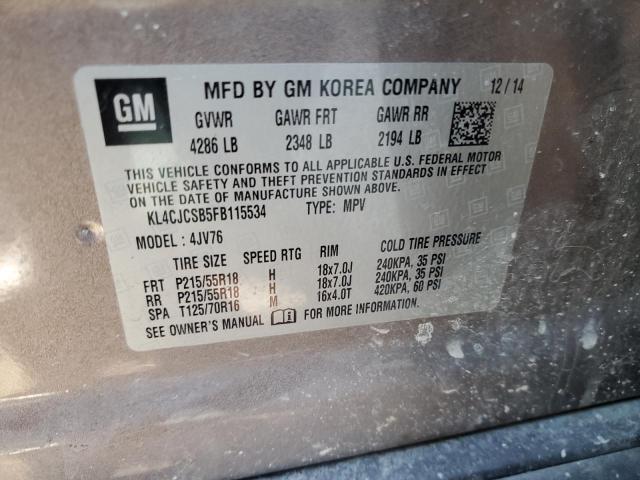 GM
MFD BY GM KOREA COMPANY 12/14
GVWR GAWR FRT GAWR RR
4286 LB 2348 LB 2194 LB
THIS VEHICLE CONFORMS TO ALL APPLICABLE U.S. FEDERAL MOTOR
VEHICLE SAFETY AND THEFT PREVENTION STANDARDS IN EFFECT
ON THE DATE OF MANUFACTURE SHOWN ABOVE.
KL4CJCSB5FB115534 TYPE: MPV
MODEL: 4JV76
TIRE SIZE SPEED RTG RIM COLD TIRE PRESSURE
FRT P215/55R18 H 18x7.0J 240KPA, 35 PSI
RR P215/55R18 H 18x7.0J 240KPA, 35 PSI
SPA T125/70R16 M 16x4.0T 420KPA, 60 PSI
SEE OWNER'S MANUAL FOR MORE INFORMATION.